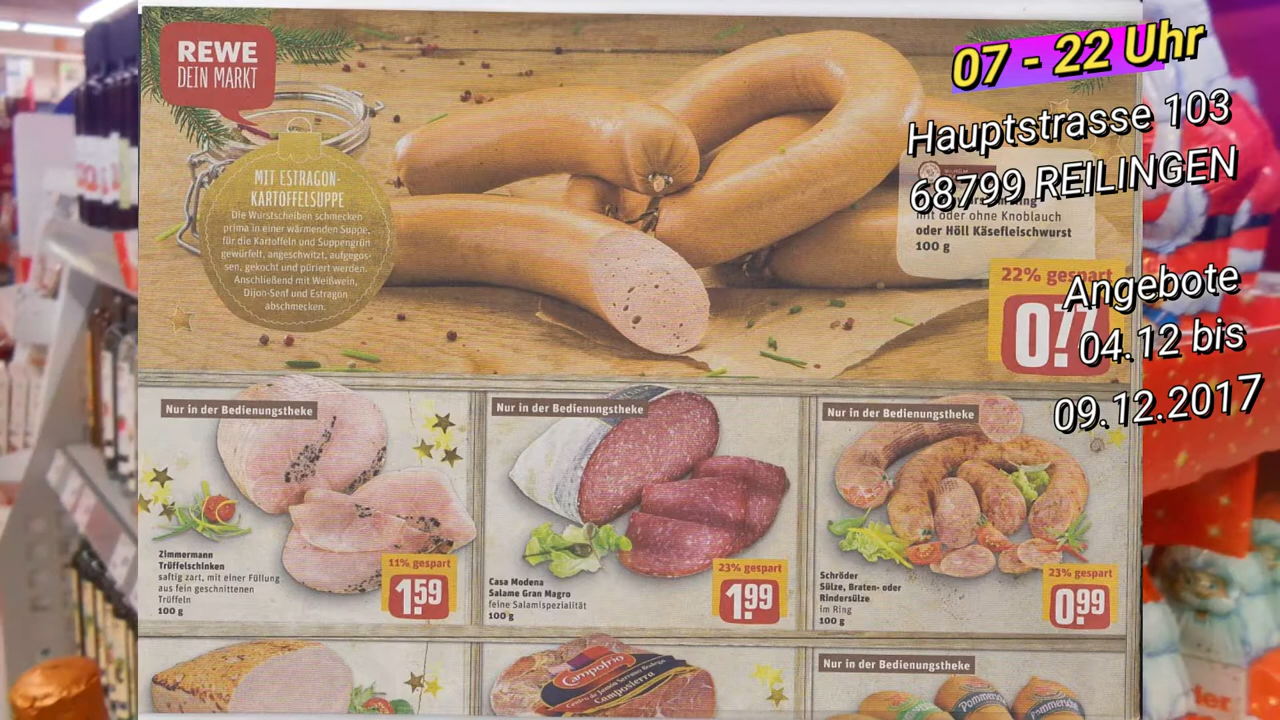 REWE
DEIN MARKT
07 - 22 Uhr
Hauptstrasse 103
68799 REILINGEN
mit oder ohne Knoblauch
oder Höll Käsefleischwurst
100 g
22% gespart
Angebote
04.12 bis
09.12.2017
MIT ESTRAGON-
KARTOFFELSUPPE
Die Wurstscheiben schmecken
prima in einer wärmenden Suppe,
für die Kartoffeln und Suppengrün
gewürfelt, angeschwitzt, aufgegos-
sen, gekocht und püriert werden.
Anschließend mit Weißwein,
Dijon-Senf und Estragon
abschmecken.
Nur in der Bedienungstheke
Zimmermann
Trüffelschinken
saftig zart, mit einer Füllung
aus fein geschnittenen
Trüffeln
100 g
11% gespart
1.59
Nur in der Bedienungstheke
Casa Modena
Salame Gran Magro
feine Salamispezialität
100 g
23% gespart
1.99
Nur in der Bedienungstheke
Schröder
Sülze, Braten- oder
Rindersülze
im Ring
100 g
23% gespart
0.99
Campofrio
Camposierra
Nur in der Bedienungstheke
Pommersche
Pommersche